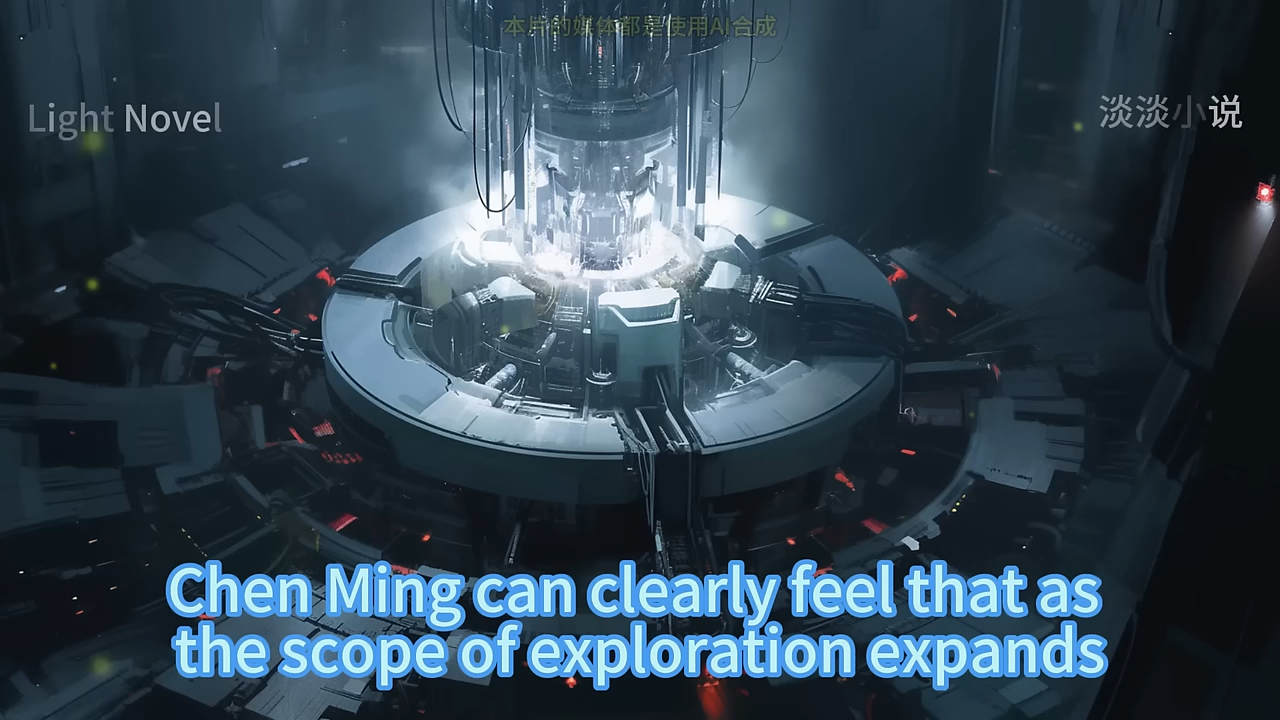 本片的媒体都是使用AI合成
Light Novel
淡淡小说
Chen Ming can clearly feel that as
the scope of exploration expands